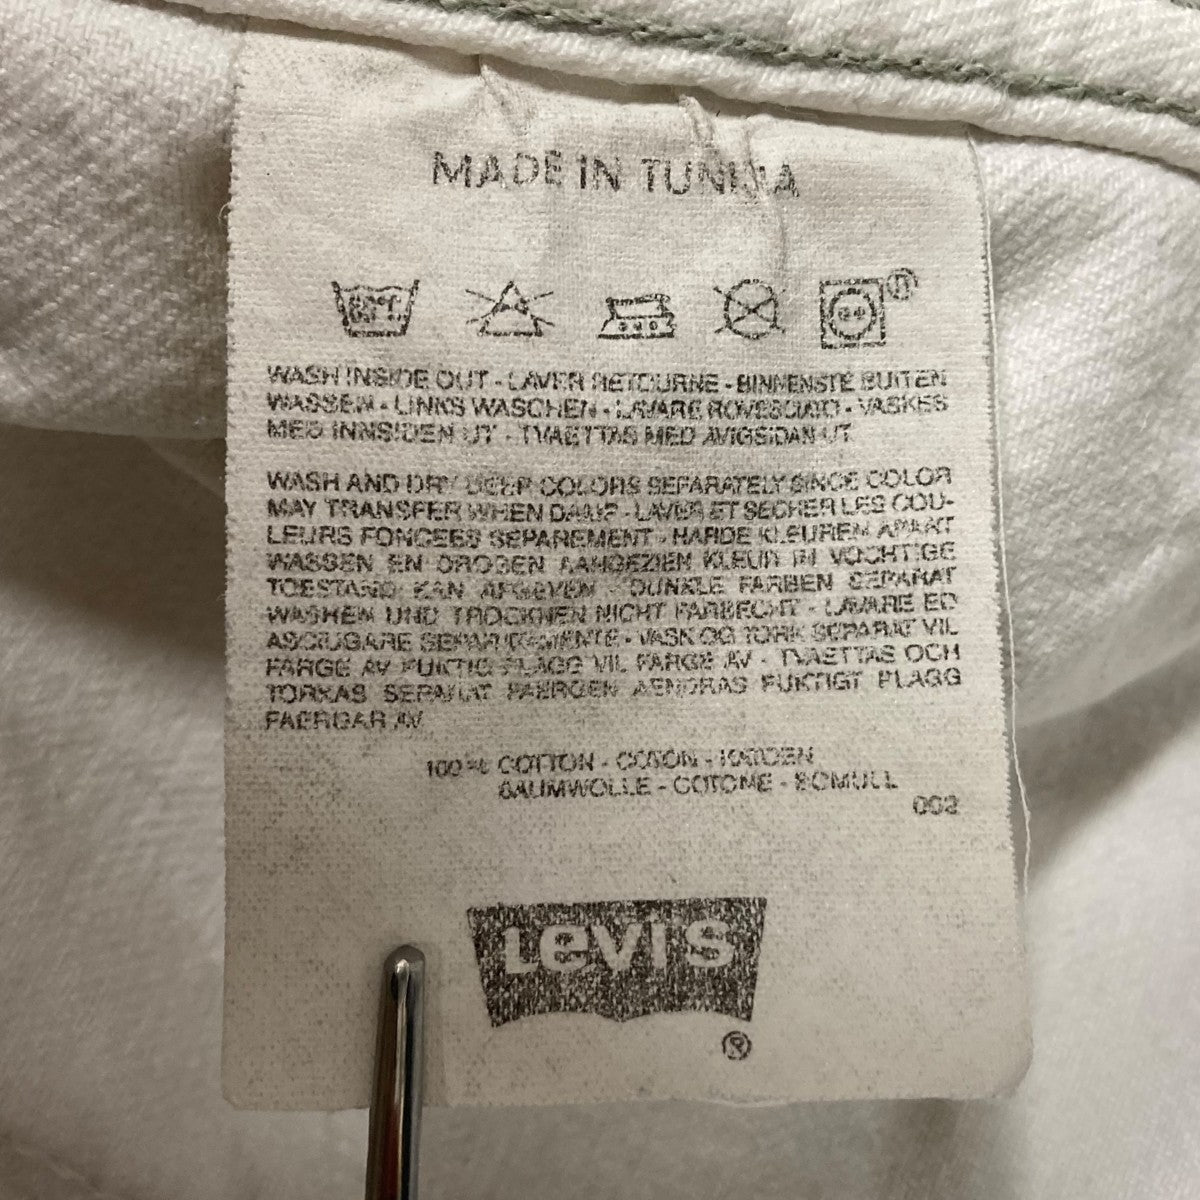 MADE IN TUNISIA
60°C
WASH INSIDE OUT - LAVER RETOURNE - BINNENSTE BUITEN
WASSEN - LINKS WASCHEN - LAVARE ROVESCIATO - VASKES
MED INNSIDEN UT - TVAETTAS MED AVIGSIDAN UT.
WASH AND DRY DEEP COLORS SEPARATELY SINCE COLOR
MAY TRANSFER WHEN DAMP - LAVER ET SECHER LES COU-
LEURS FONCEES SEPAREMENT - HARDE KLEUREN APART
WASSEN EN DROGEN AANGEZIEN KLEUR IN VOCHTIGE
TOESTAND KAN AFGEVEN - DUNKLE FARBEN SEPARAT
WASHEN UND TROCKNEN NICHT FARBECHT - LAVARE ED
ASCIUGARE SEPARATEMENTE - VASK OG TORK SEPARAT VIL
FARGE AV FUKTIG PLAGG VIL FARGE AV - TVAETTAS OCH
TORKAS SEPARAT FAERGEN AENDRAS FUKTIGT PLAGG
FAERGAR AV
100% COTTON - COTON - KATOEN
BAUMWOLLE - COTONE - BOMULL
002
Levi's
®